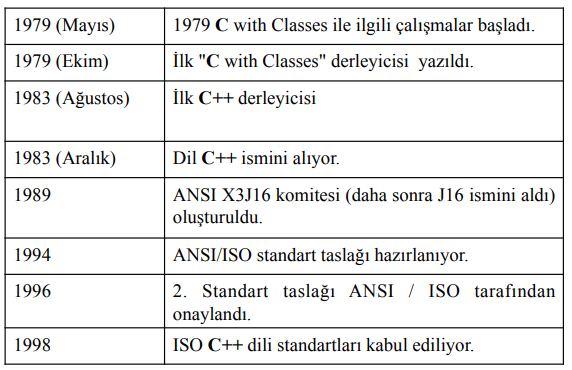 1979 (Mayıs) 1979 C with Classes ile ilgili çalışmalar başladı.
1979 (Ekim) İlk "C with Classes" derleyicisi yazıldı.
1983 (Ağustos) İlk C++ derleyicisi
1983 (Aralık) Dil C++ ismini alıyor.
1989 ANSI X3J16 komitesi (daha sonra J16 ismini aldı)
oluşturuldu.
1994 ANSI/ISO standart taslağı hazırlanıyor.
1996 2. Standart taslağı ANSI / ISO tarafından
onaylandı.
1998 ISO C++ dili standartları kabul ediliyor.